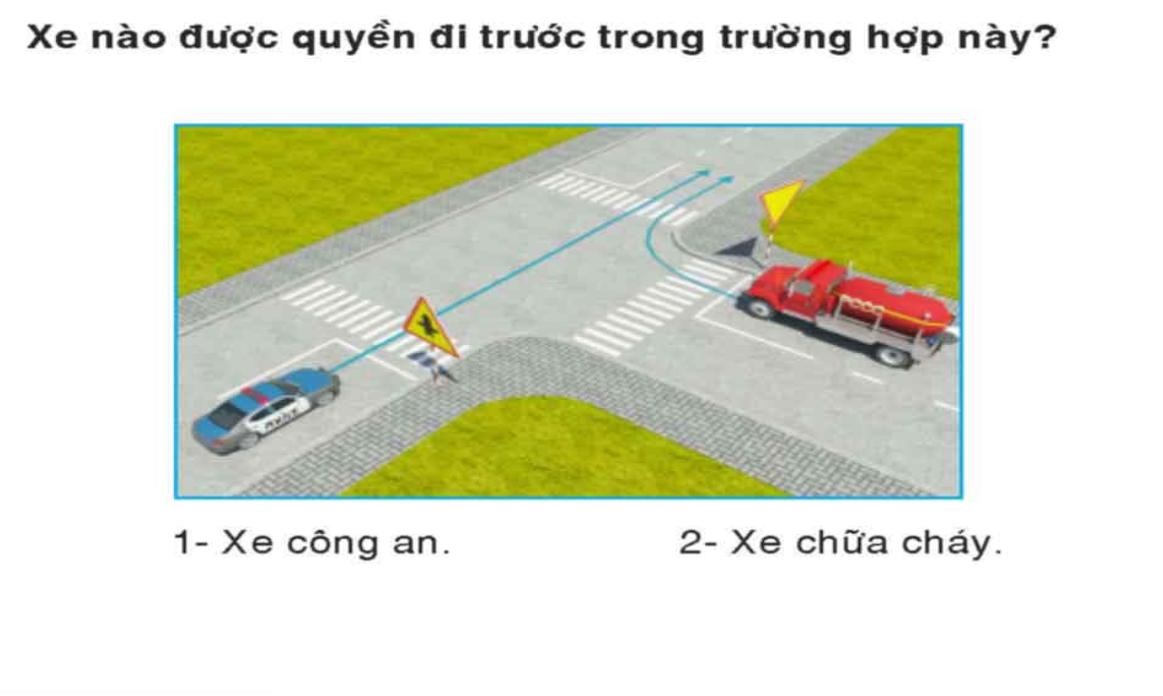 Xe nào được quyền đi trước trong trường hợp này?
1- Xe công an.
2- Xe chữa cháy.